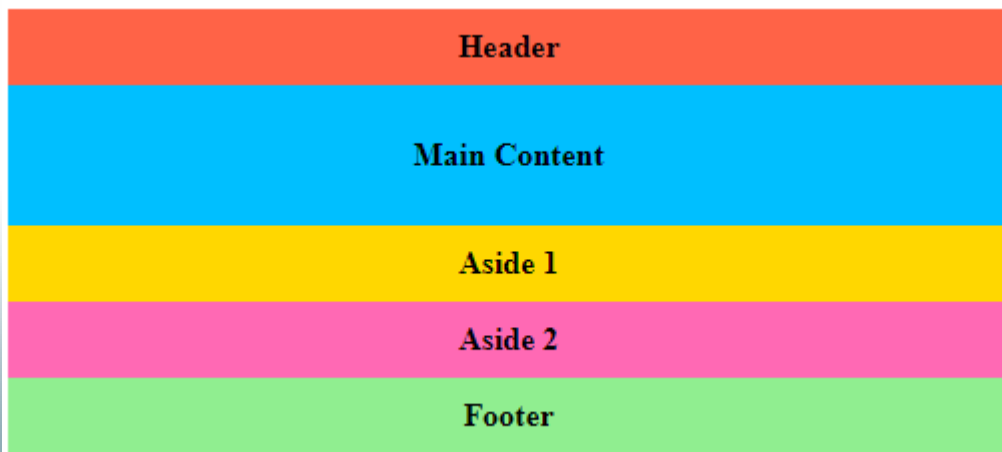 Header
Main Content
Aside 1
Aside 2
Footer